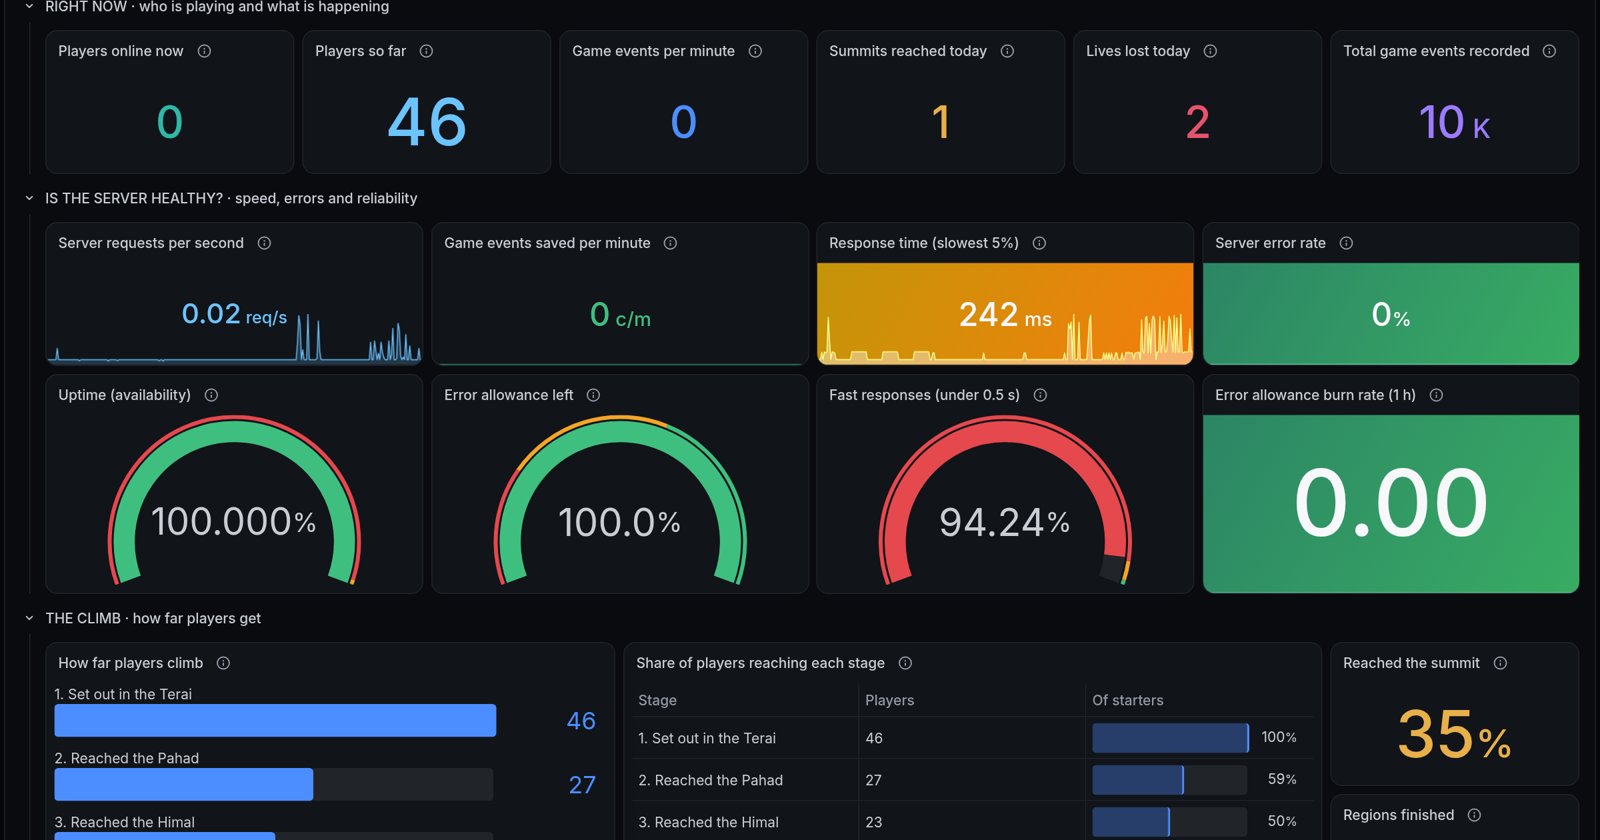 RIGHT NOW · who is playing and what is happening
Players online now
Players so far
Game events per minute
Summits reached today
Lives lost today
Total game events recorded
0
46
0
1
2
10 K
IS THE SERVER HEALTHY? · speed, errors and reliability
Server requests per second
Game events saved per minute
Response time (slowest 5%)
Server error rate
0.02 req/s
0 c/m
242 ms
0%
Uptime (availability)
Error allowance left
Fast responses (under 0.5 s)
Error allowance burn rate (1 h)
100.000%
100.0%
94.24%
0.00
THE CLIMB · how far players get
How far players climb
1. Set out in the Terai
46
2. Reached the Pahad
27
3. Reached the Himal
Share of players reaching each stage
Stage Players Of starters
1. Set out in the Terai 46 100%
2. Reached the Pahad 27 59%
3. Reached the Himal 23 50%
Reached the summit
35%
Regions finished